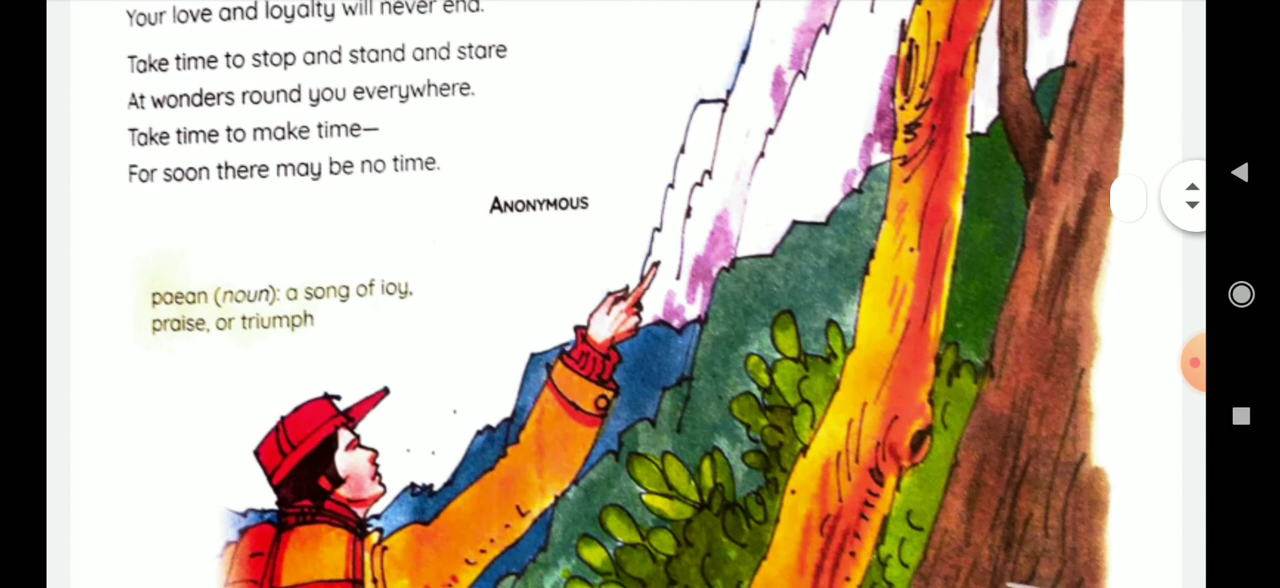 Your love and loyalty will never end.
Take time to stop and stand and stare
At wonders round you everywhere.
Take time to make time—
For soon there may be no time.
ANONYMOUS
paean (noun): a song of joy,
praise, or triumph